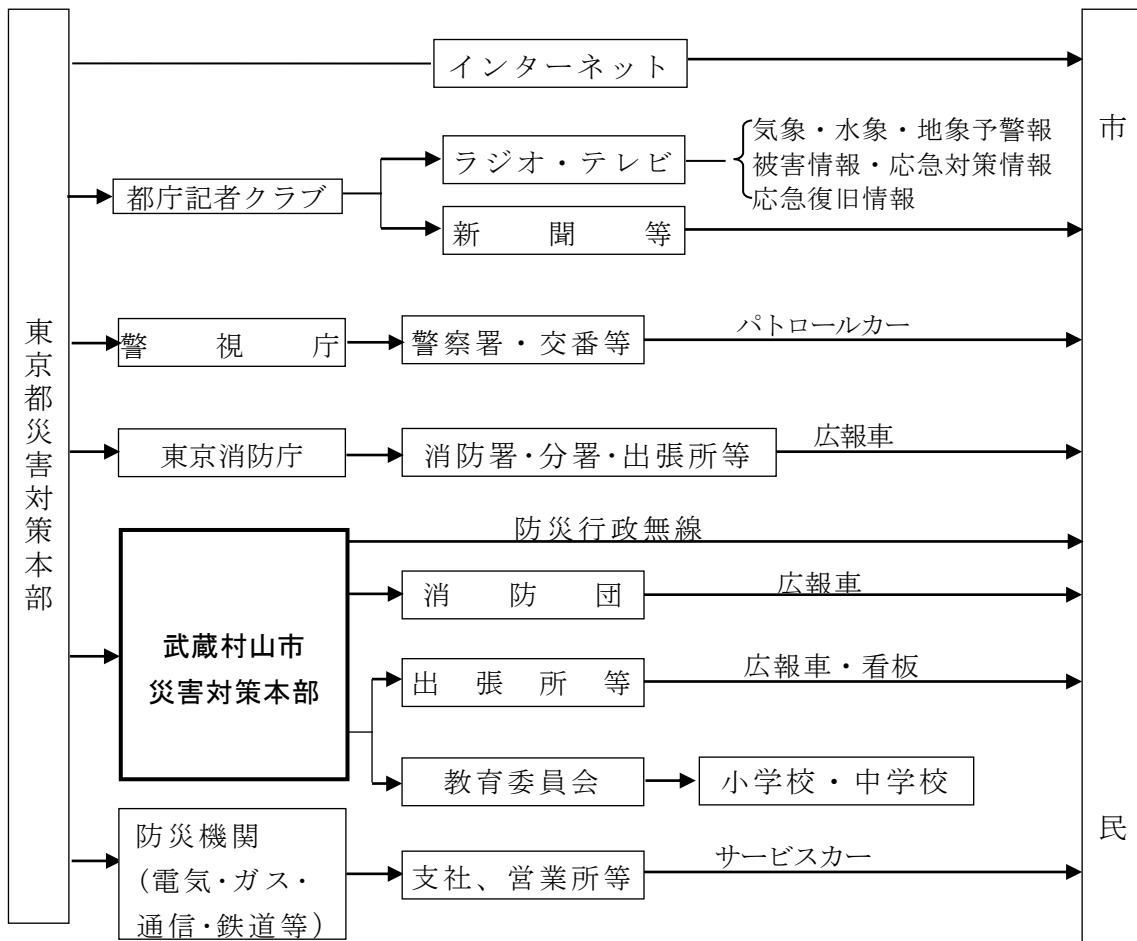 東京都災害対策本部
インターネット
都庁記者クラブ
ラジオ・テレビ
気象・水象・地象予警報
被害情報・応急対策情報
応急復旧情報
新聞等
警視庁
警察署・交番等
パトロールカー
東京消防庁
消防署・分署・出張所等
広報車
武蔵村山市
災害対策本部
防災行政無線
消防団
広報車
出張所等
広報車・看板
教育委員会
小学校・中学校
防災機関
(電気・ガス・
通信・鉄道等)
支社、営業所等
サービスカー
市民